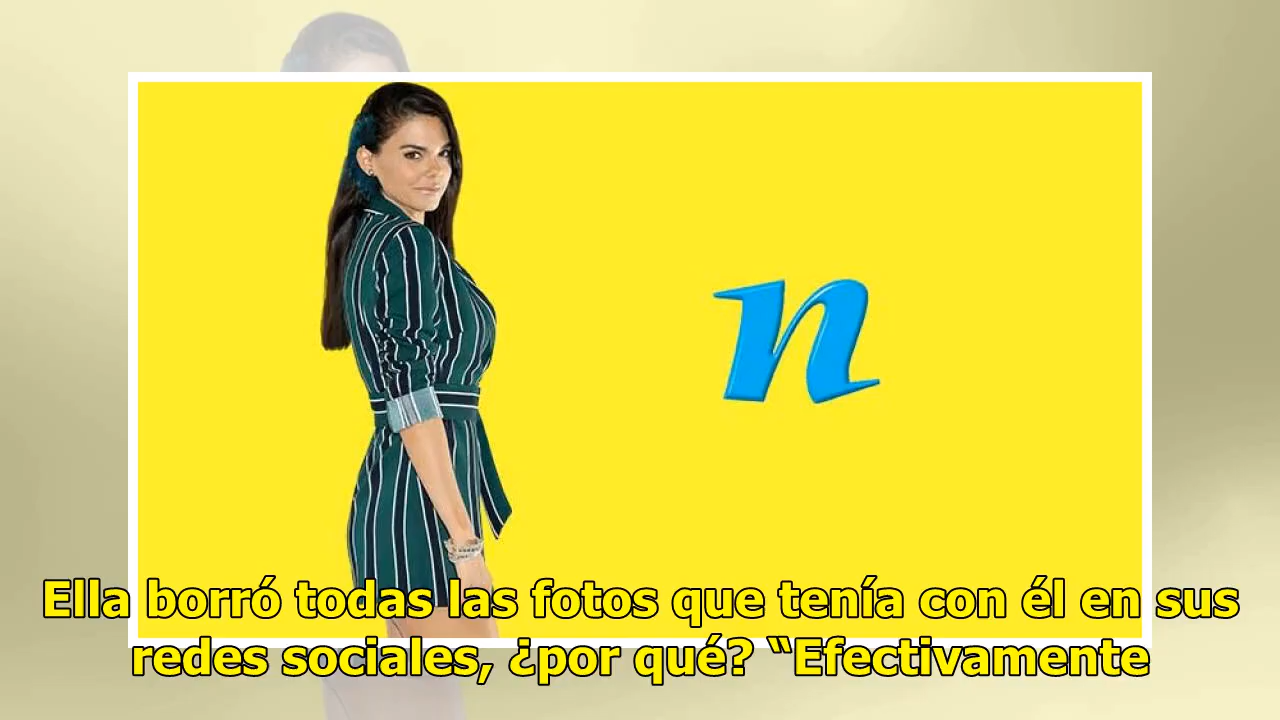 n
Ella borró todas las fotos que tenía con él en sus
redes sociales, ¿por qué? “Efectivamente